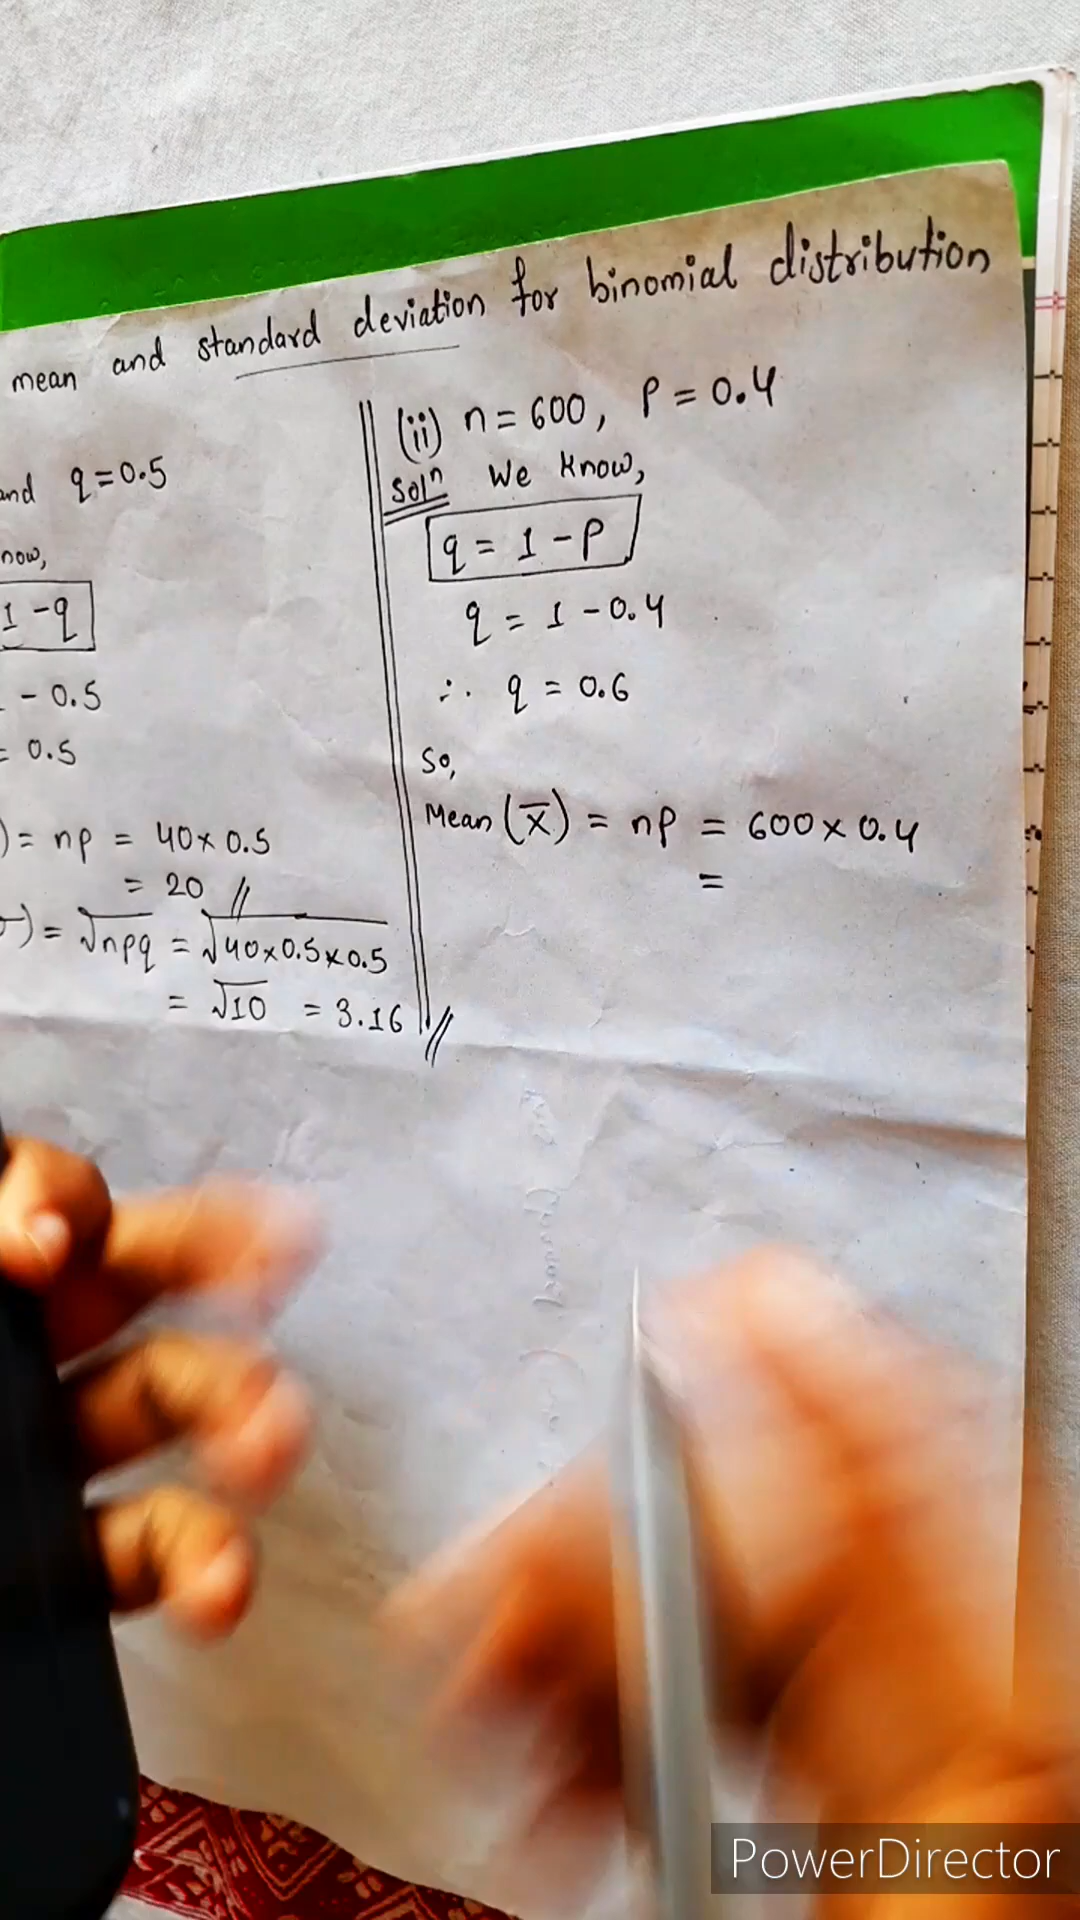 mean and standard deviation for binomial distribution
and q = 0.5
now,
1 - q
- 0.5
= 0.5
) = np = 40 × 0.5
= 20 //
) = √npq = √40×0.5×0.5
= √10 = 3.16 //
(ii) n = 600, P = 0.4
Solⁿ We know,
q = 1 - P
q = 1 - 0.4
∴ q = 0.6
So,
Mean (X̅) = np = 600 × 0.4
=
PowerDirector